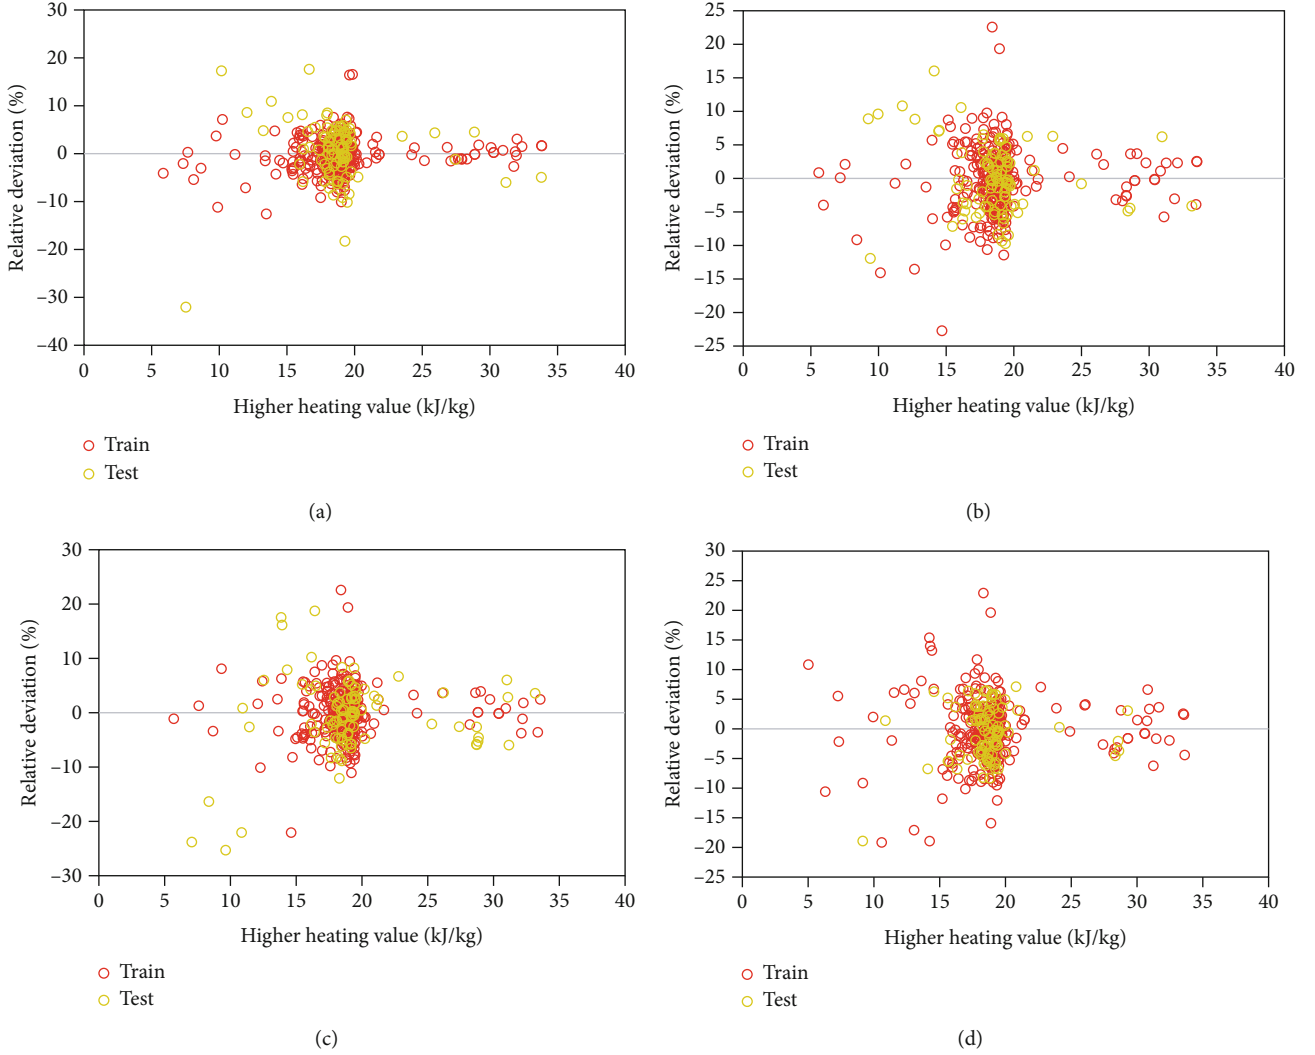 30
20
10
0
–10
–20
–30
–40
Relative deviation (%)
0 5 10 15 20 25 30 35 40
Higher heating value (kJ/kg)
Train
Test
(a)
25
20
15
10
5
0
–5
–10
–15
–20
–25
Relative deviation (%)
0 5 10 15 20 25 30 35 40
Higher heating value (kJ/kg)
Train
Test
(b)
30
20
10
0
–10
–20
–30
Relative deviation (%)
0 5 10 15 20 25 30 35 40
Higher heating value (kJ/kg)
Train
Test
(c)
30
25
20
15
10
5
0
–5
–10
–15
–20
–25
Relative deviation (%)
0 5 10 15 20 25 30 35 40
Higher heating value (kJ/kg)
Train
Test
(d)